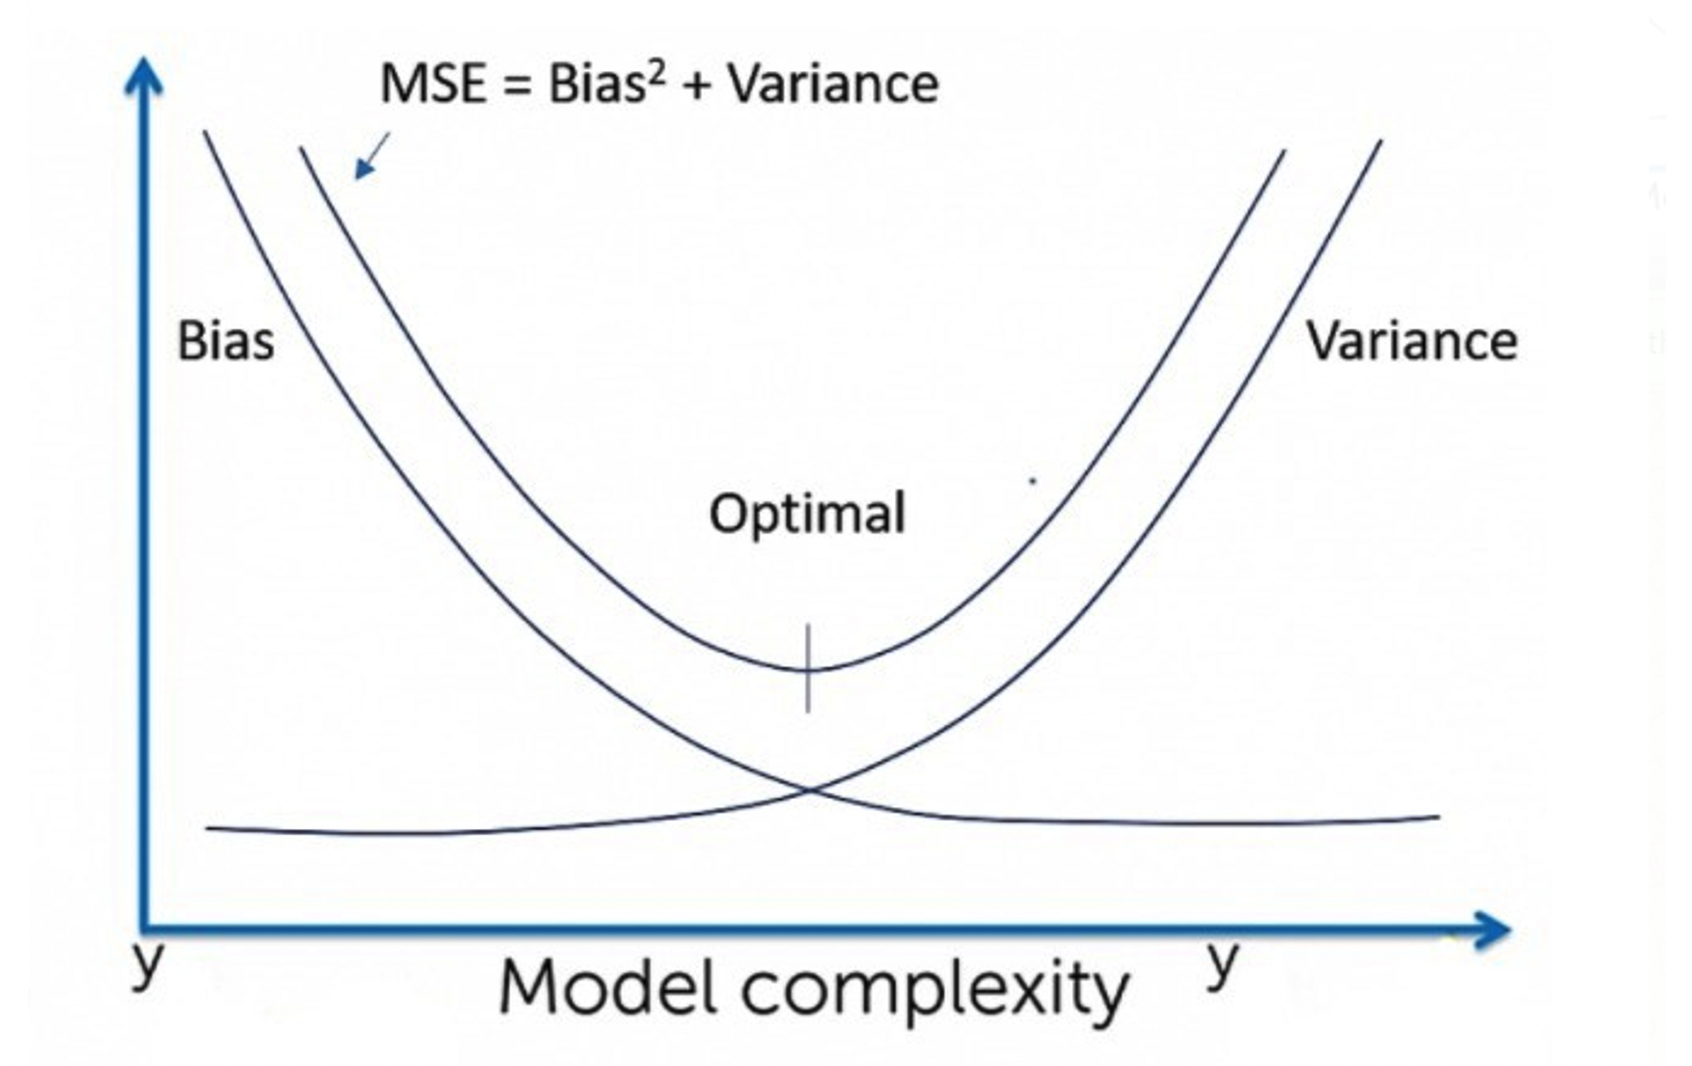 MSE = Bias² + Variance
Bias
Variance
Optimal
y
Model complexity
y